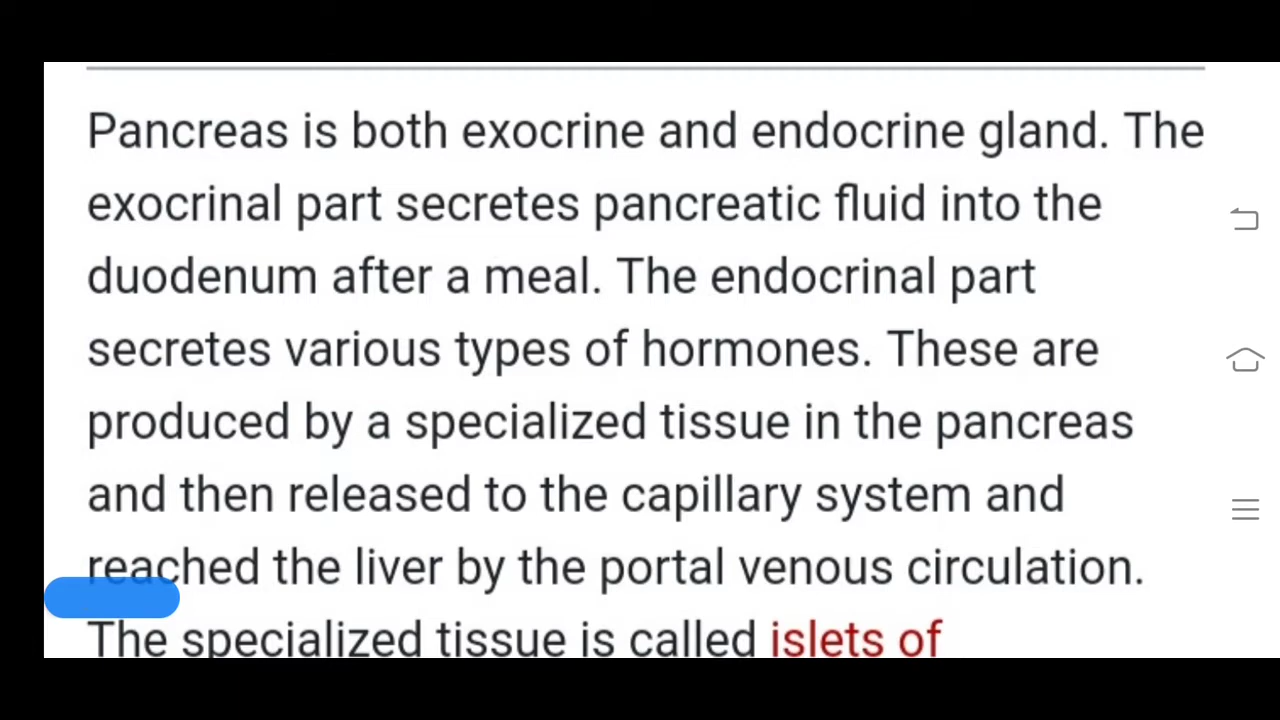 Pancreas is both exocrine and endocrine gland. The
exocrinal part secretes pancreatic fluid into the
duodenum after a meal. The endocrinal part
secretes various types of hormones. These are
produced by a specialized tissue in the pancreas
and then released to the capillary system and
reached the liver by the portal venous circulation.
The specialized tissue is called islets of